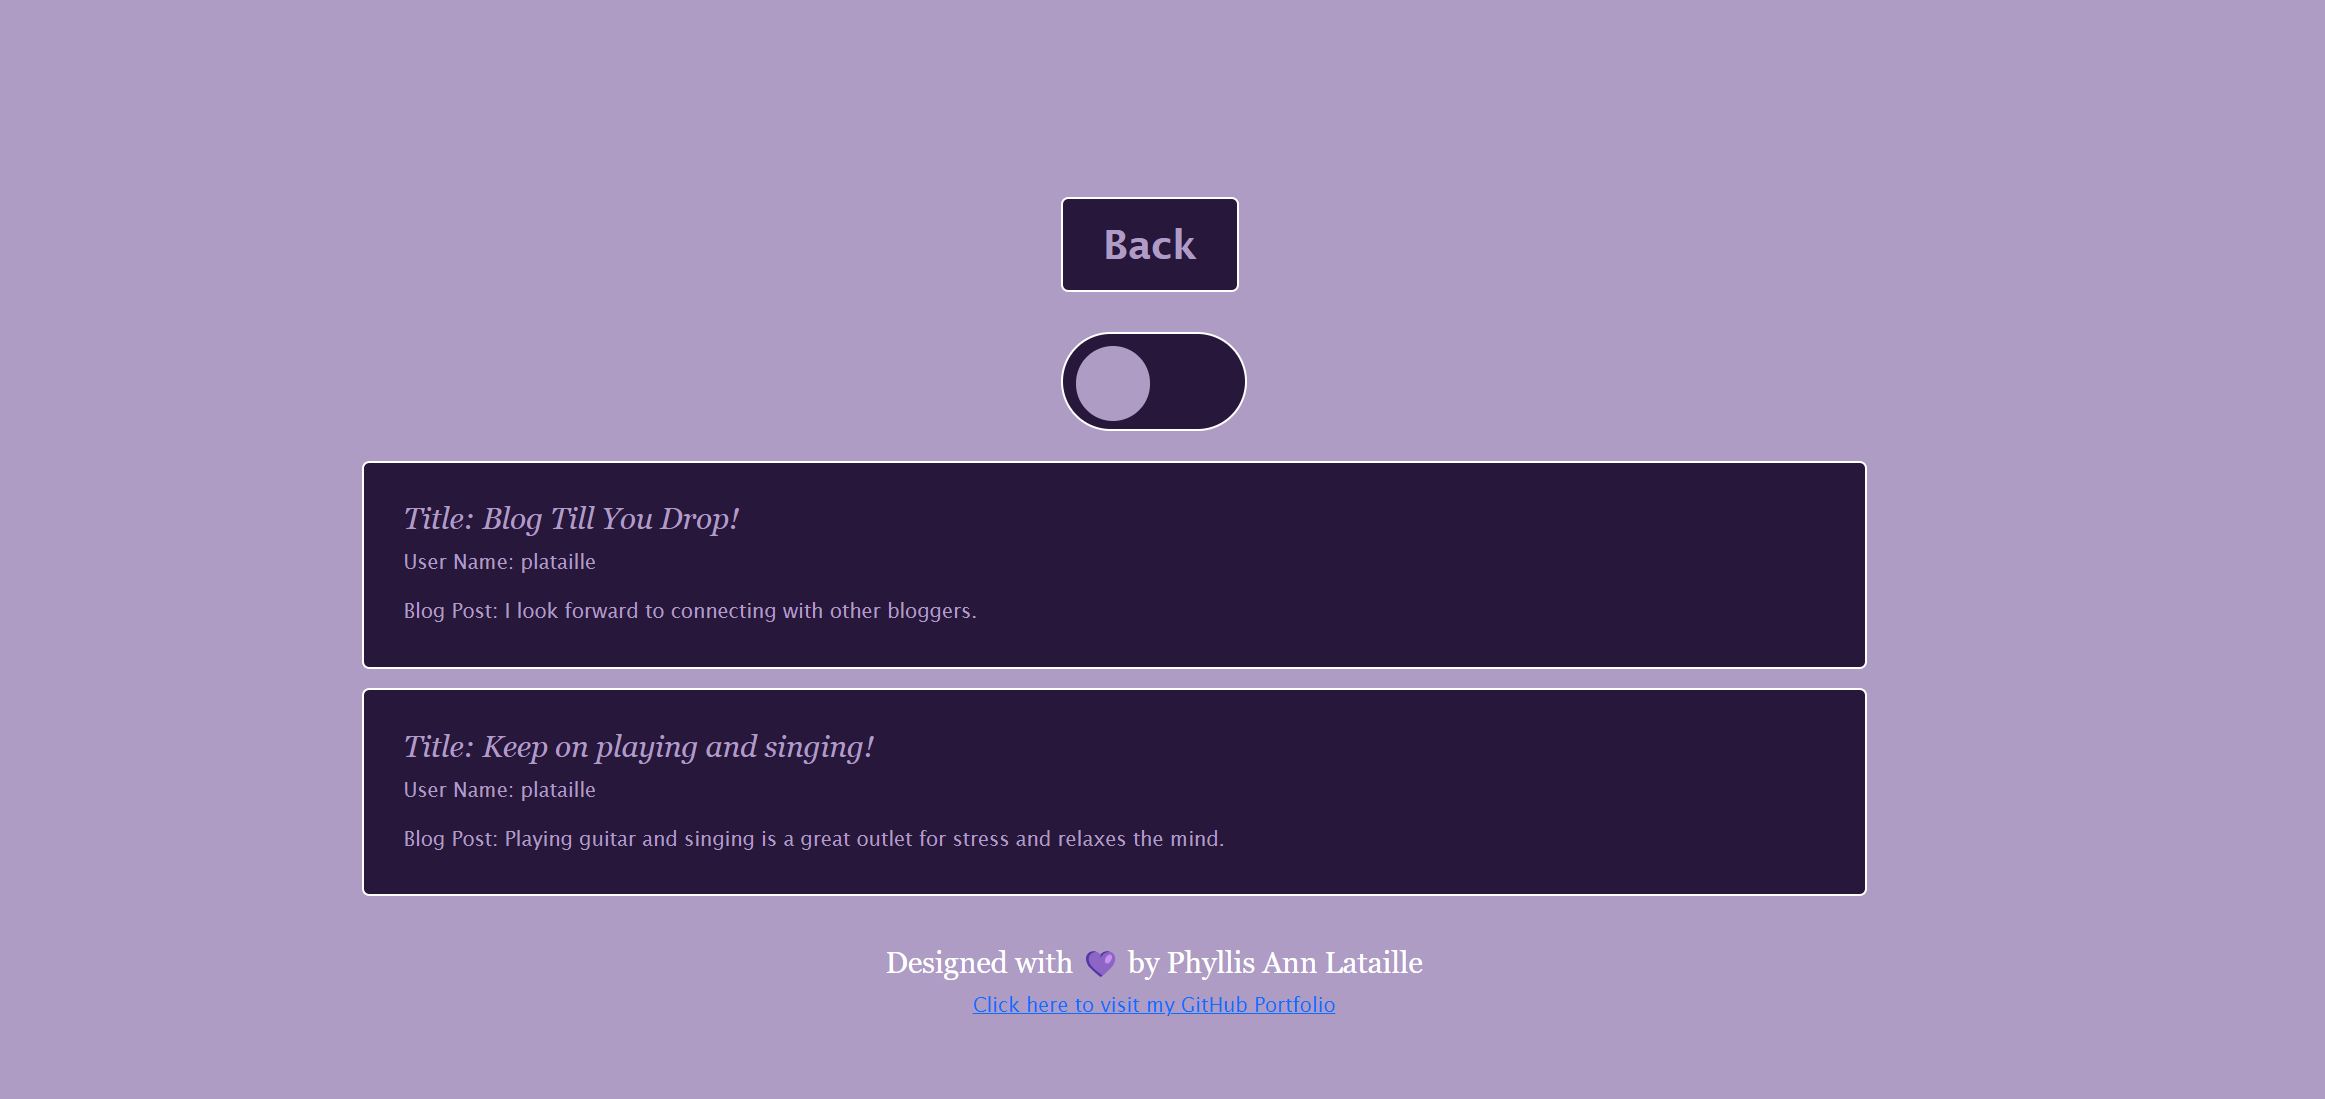 Back
Title: Blog Till You Drop!
User Name: plataille
Blog Post: I look forward to connecting with other bloggers.
Title: Keep on playing and singing!
User Name: plataille
Blog Post: Playing guitar and singing is a great outlet for stress and relaxes the mind.
Designed with 💜 by Phyllis Ann Lataille
Click here to visit my GitHub Portfolio